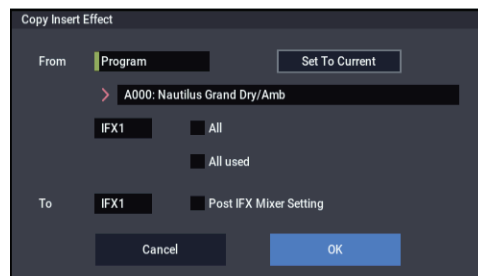 Copy Insert Effect
From Program Set To Current
A000: Nautilus Grand Dry/Amb
IFX1 All
All used
To IFX1 Post IFX Mixer Setting
Cancel OK